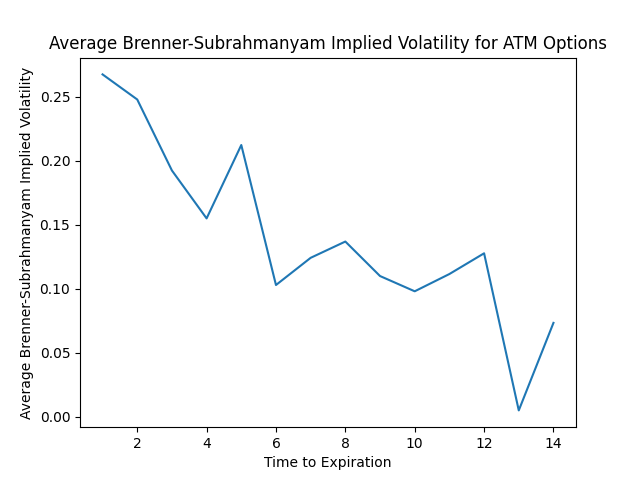 Average Brenner-Subrahmanyam Implied Volatility for ATM Options
Average Brenner-Subrahmanyam Implied Volatility
0.25
0.20
0.15
0.10
0.05
0.00
2 4 6 8 10 12 14
Time to Expiration